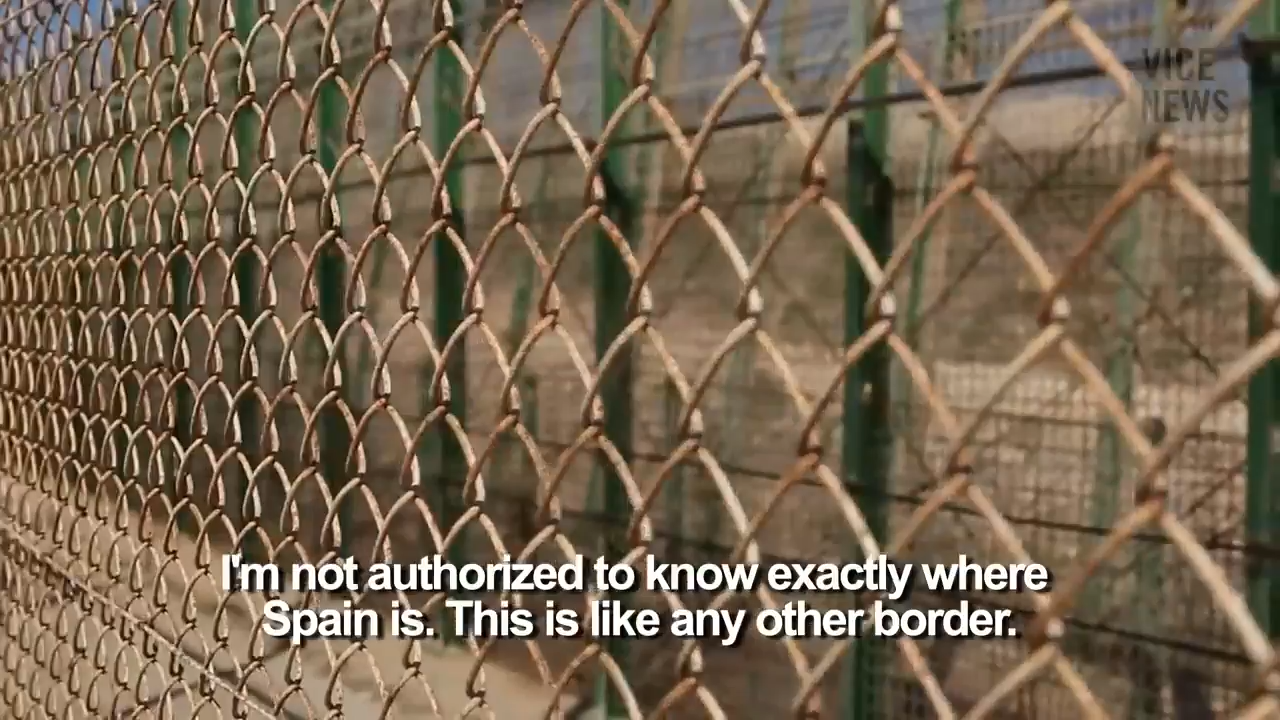 VICE
NEWS
I'm not authorized to know exactly where
Spain is. This is like any other border.